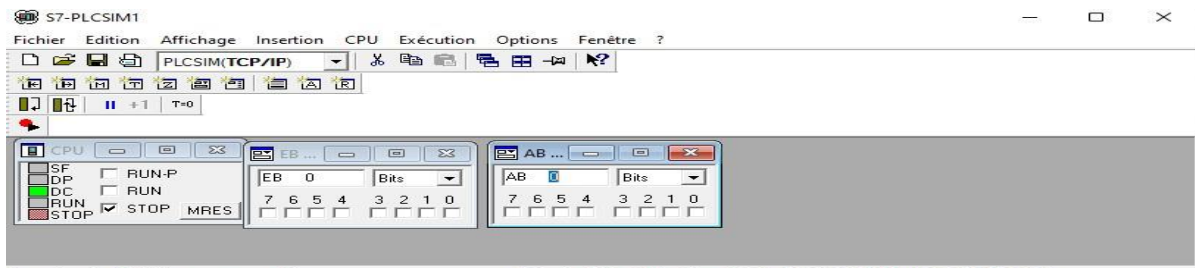 S7-PLCSIM1
Fichier Edition Affichage Insertion CPU Exécution Options Fenêtre ?
PLCSIM(TCP/IP)
E A M T Z A R
+1 T=0
CPU
SF
DP
DC
RUN
STOP
RUN-P
RUN
STOP MRES
EB ...
EB 0 Bits
7 6 5 4 3 2 1 0
AB ...
AB 0 Bits
7 6 5 4 3 2 1 0